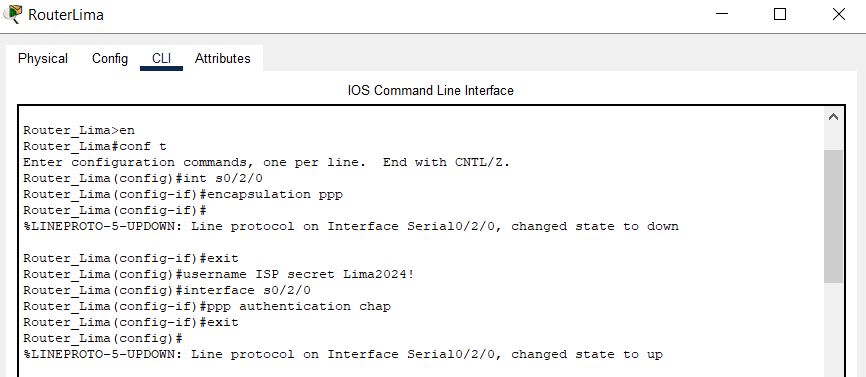 RouterLima
Physical Config CLI Attributes
IOS Command Line Interface
Router_Lima>en
Router_Lima#conf t
Enter configuration commands, one per line.  End with CNTL/Z.
Router_Lima(config)#int s0/2/0
Router_Lima(config-if)#encapsulation ppp
Router_Lima(config-if)#
%LINEPROTO-5-UPDOWN: Line protocol on Interface Serial0/2/0, changed state to down
Router_Lima(config-if)#exit
Router_Lima(config)#username ISP secret Lima2024!
Router_Lima(config)#interface s0/2/0
Router_Lima(config-if)#ppp authentication chap
Router_Lima(config-if)#exit
Router_Lima(config)#
%LINEPROTO-5-UPDOWN: Line protocol on Interface Serial0/2/0, changed state to up